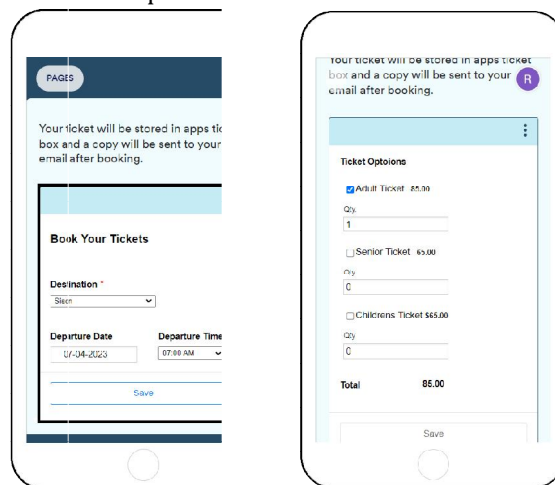 PAGES
Your ticket will be stored in apps tic
box and a copy will be sent to your
email after booking.
Book Your Tickets
Destination *
Departure Date
Departure Time
07-04-2023
07:00 AM
Save
Your ticket will be stored in apps ticket
box and a copy will be sent to your
R
email after booking.
Ticket Optoions
Adult Ticket 85.00
Qty
1
Senior Ticket 65.00
Qty
0
Childrens Ticket $65.00
Qty
0
Total 85.00
Save